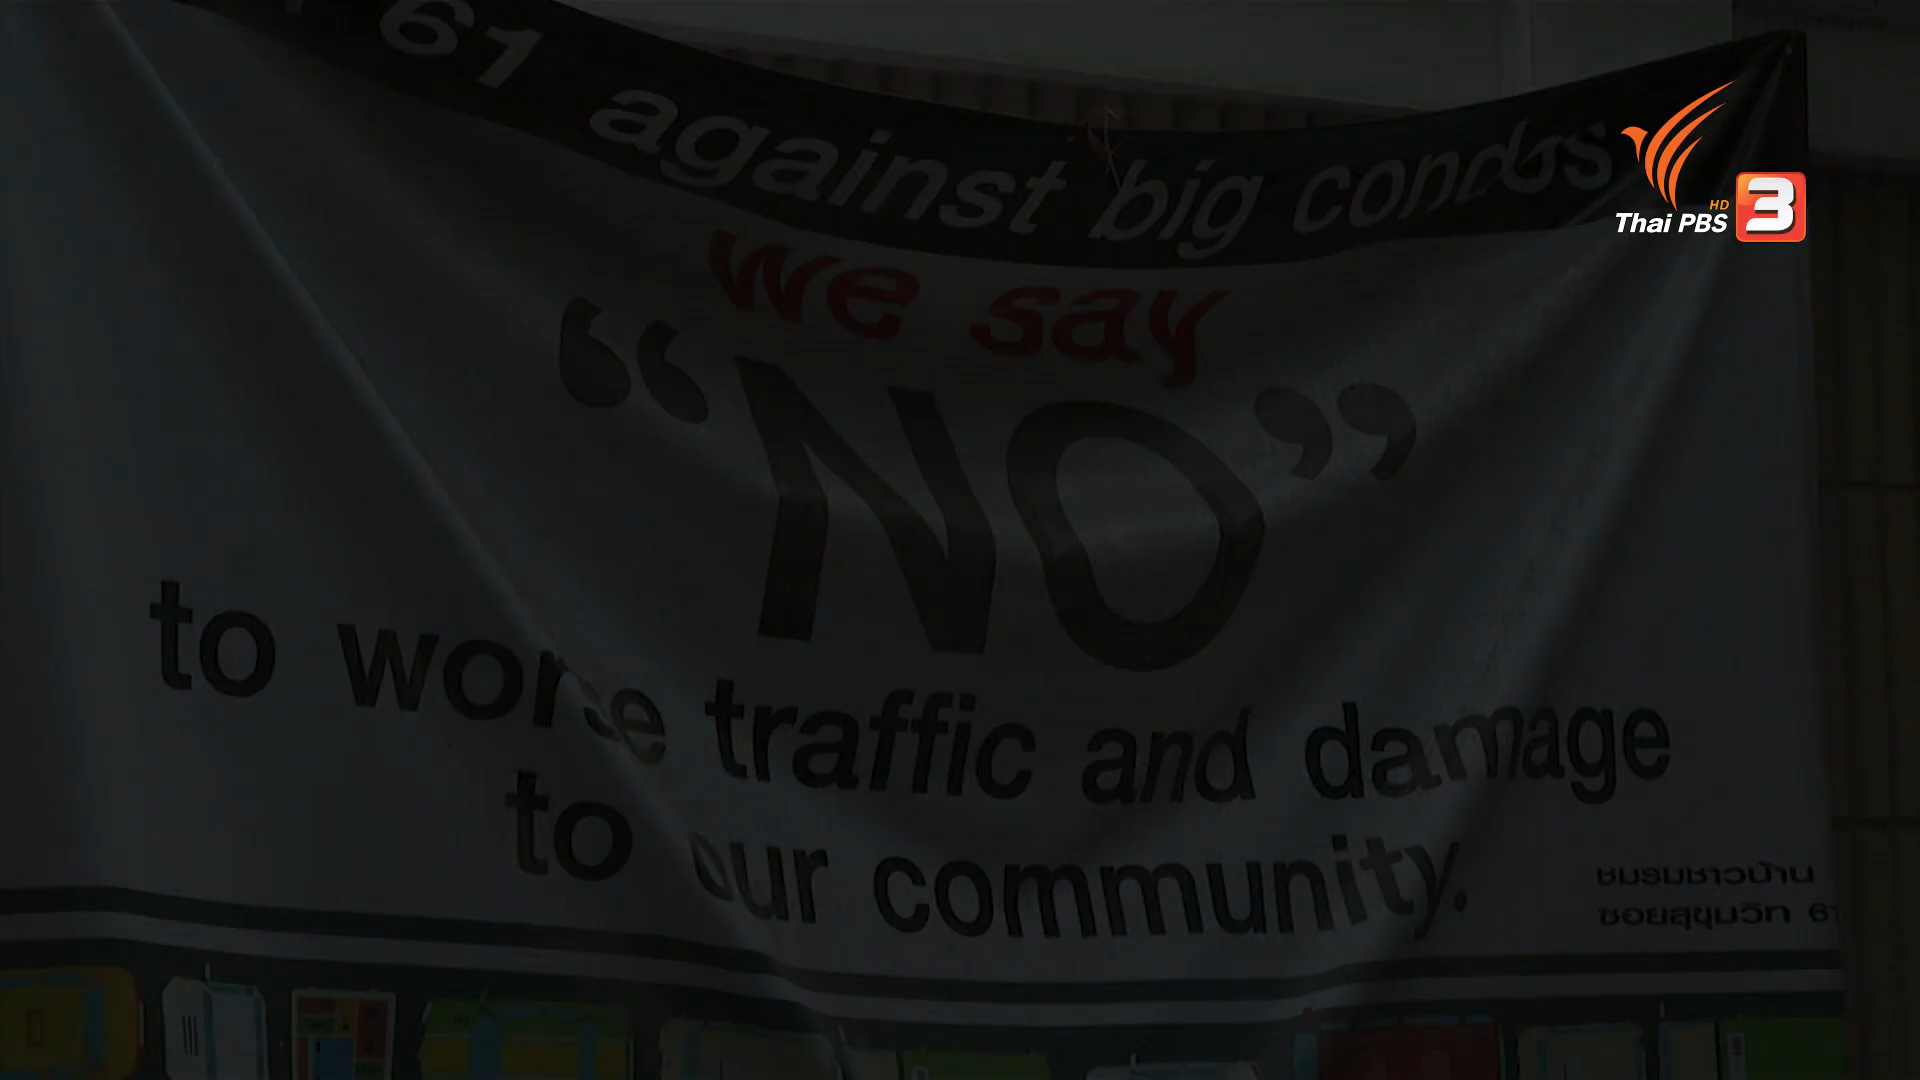 61 against big condos
we say
“NO”
to worse traffic and damage
to our community.
ชมรมชาวบ้าน
ซอยสุขุมวิท 61
HD
Thai PBS 3